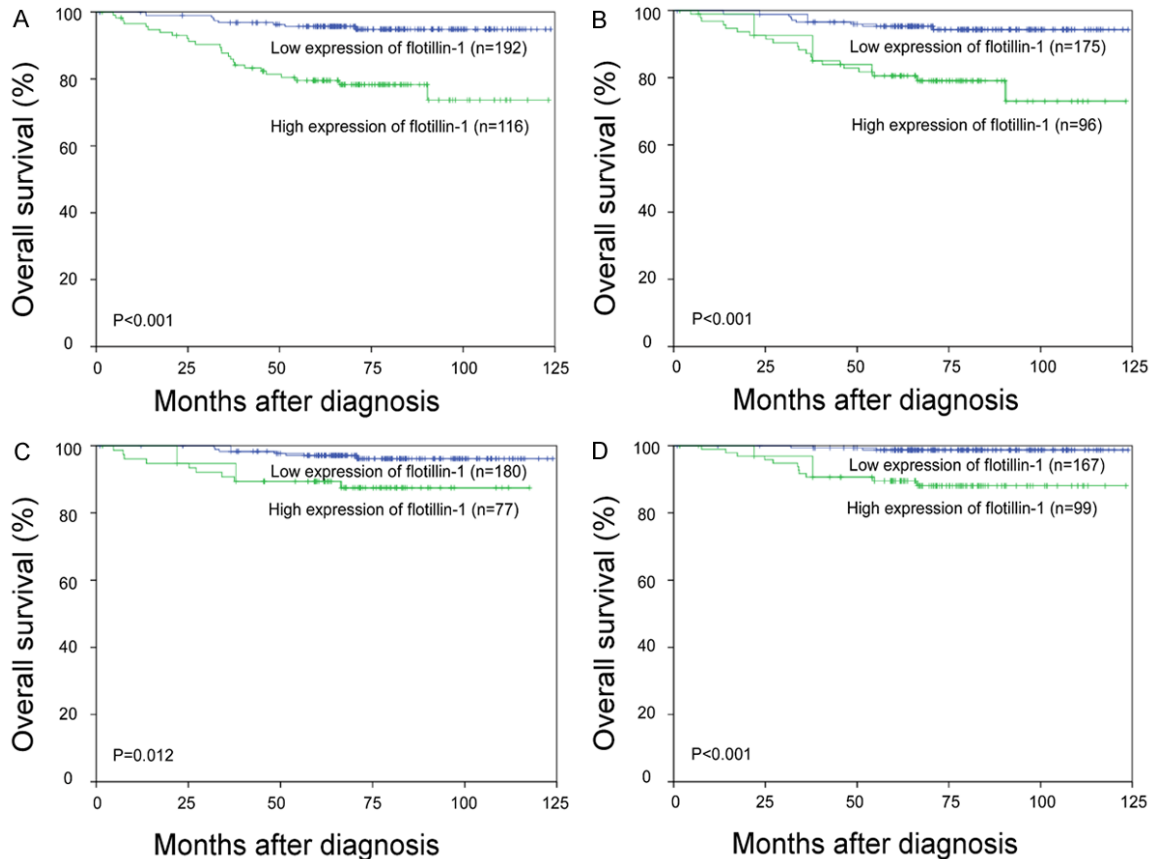 A
Overall survival (%)
100
80
60
40
20
0
Low expression of flotillin-1 (n=192)
High expression of flotillin-1 (n=116)
P<0.001
0 25 50 75 100 125
Months after diagnosis
B
Overall survival (%)
100
80
60
40
20
0
Low expression of flotillin-1 (n=175)
High expression of flotillin-1 (n=96)
P<0.001
0 25 50 75 100 125
Months after diagnosis
C
Overall survival (%)
100
80
60
40
20
0
Low expression of flotillin-1 (n=180)
High expression of flotillin-1 (n=77)
P=0.012
0 25 50 75 100 125
Months after diagnosis
D
Overall survival (%)
100
80
60
40
20
0
Low expression of flotillin-1 (n=167)
High expression of flotillin-1 (n=99)
P<0.001
0 25 50 75 100 125
Months after diagnosis